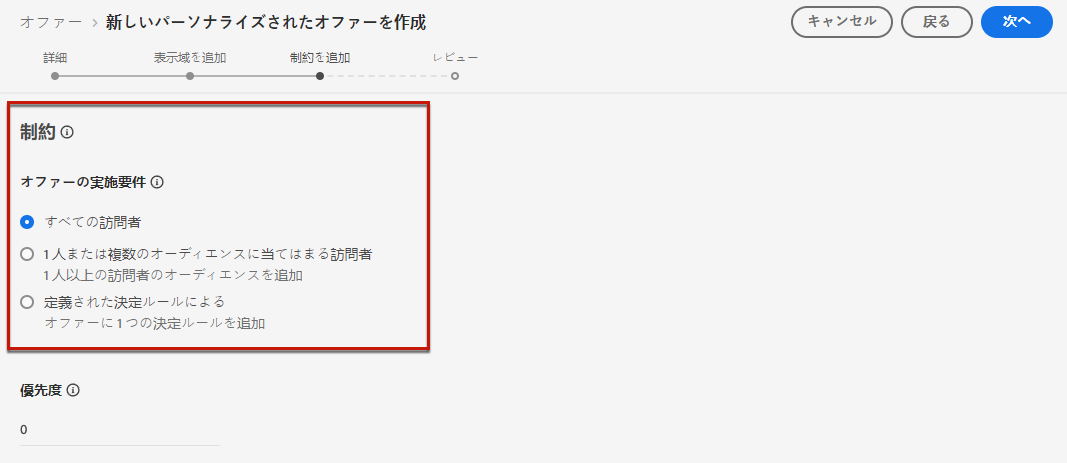 オファー > 新しいパーソナライズされたオファーを作成
キャンセル 戻る 次へ
詳細 表示域を追加 制約を追加 レビュー
制約
オファーの実施要件
すべての訪問者
1人または複数のオーディエンスに当てはまる訪問者
1人以上の訪問者のオーディエンスを追加
定義された決定ルールによる
オファーに1つの決定ルールを追加
優先度
0